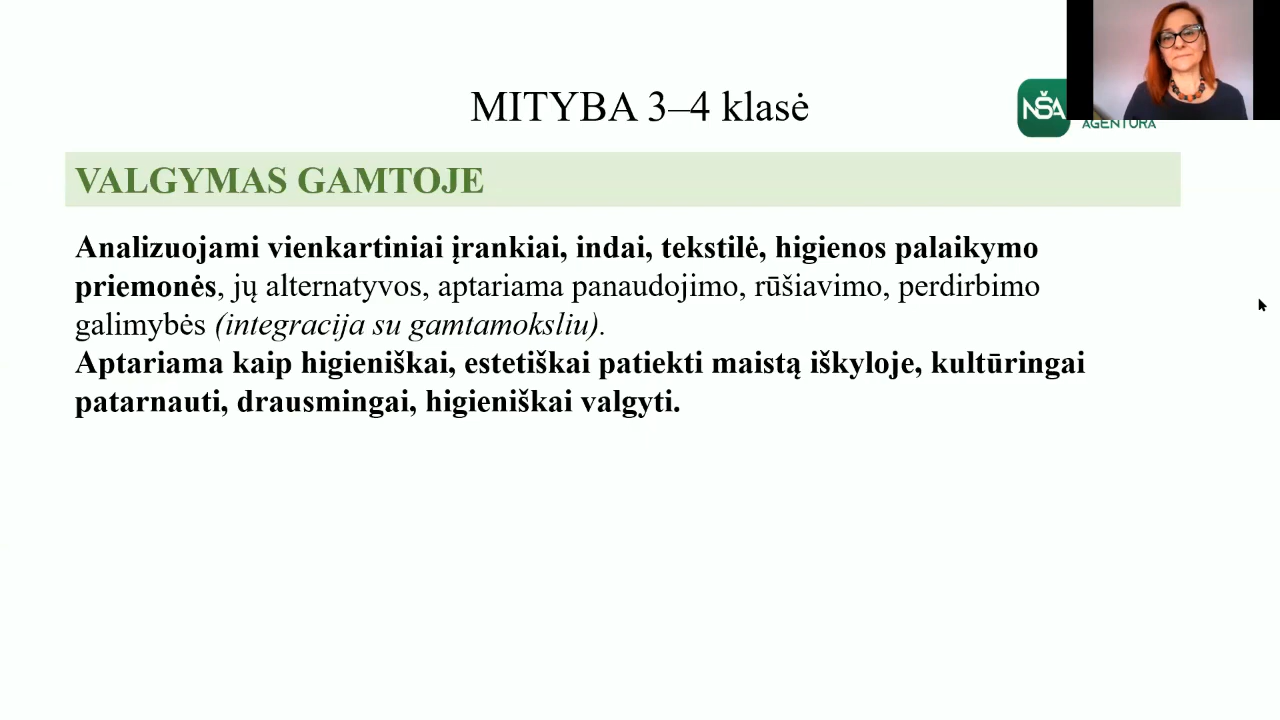 MITYBA 3–4 klasė
NŠA
AGENTŪRA
VALGYMAS GAMTOJE
Analizuojami vienkartiniai įrankiai, indai, tekstilė, higienos palaikymo
priemonės, jų alternatyvos, aptariama panaudojimo, rūšiavimo, perdirbimo
galimybės (integracija su gamtamoksliu).
Aptariama kaip higieniškai, estetiškai patiekti maistą iškyloje, kultūringai
patarnauti, drausmingai, higieniškai valgyti.